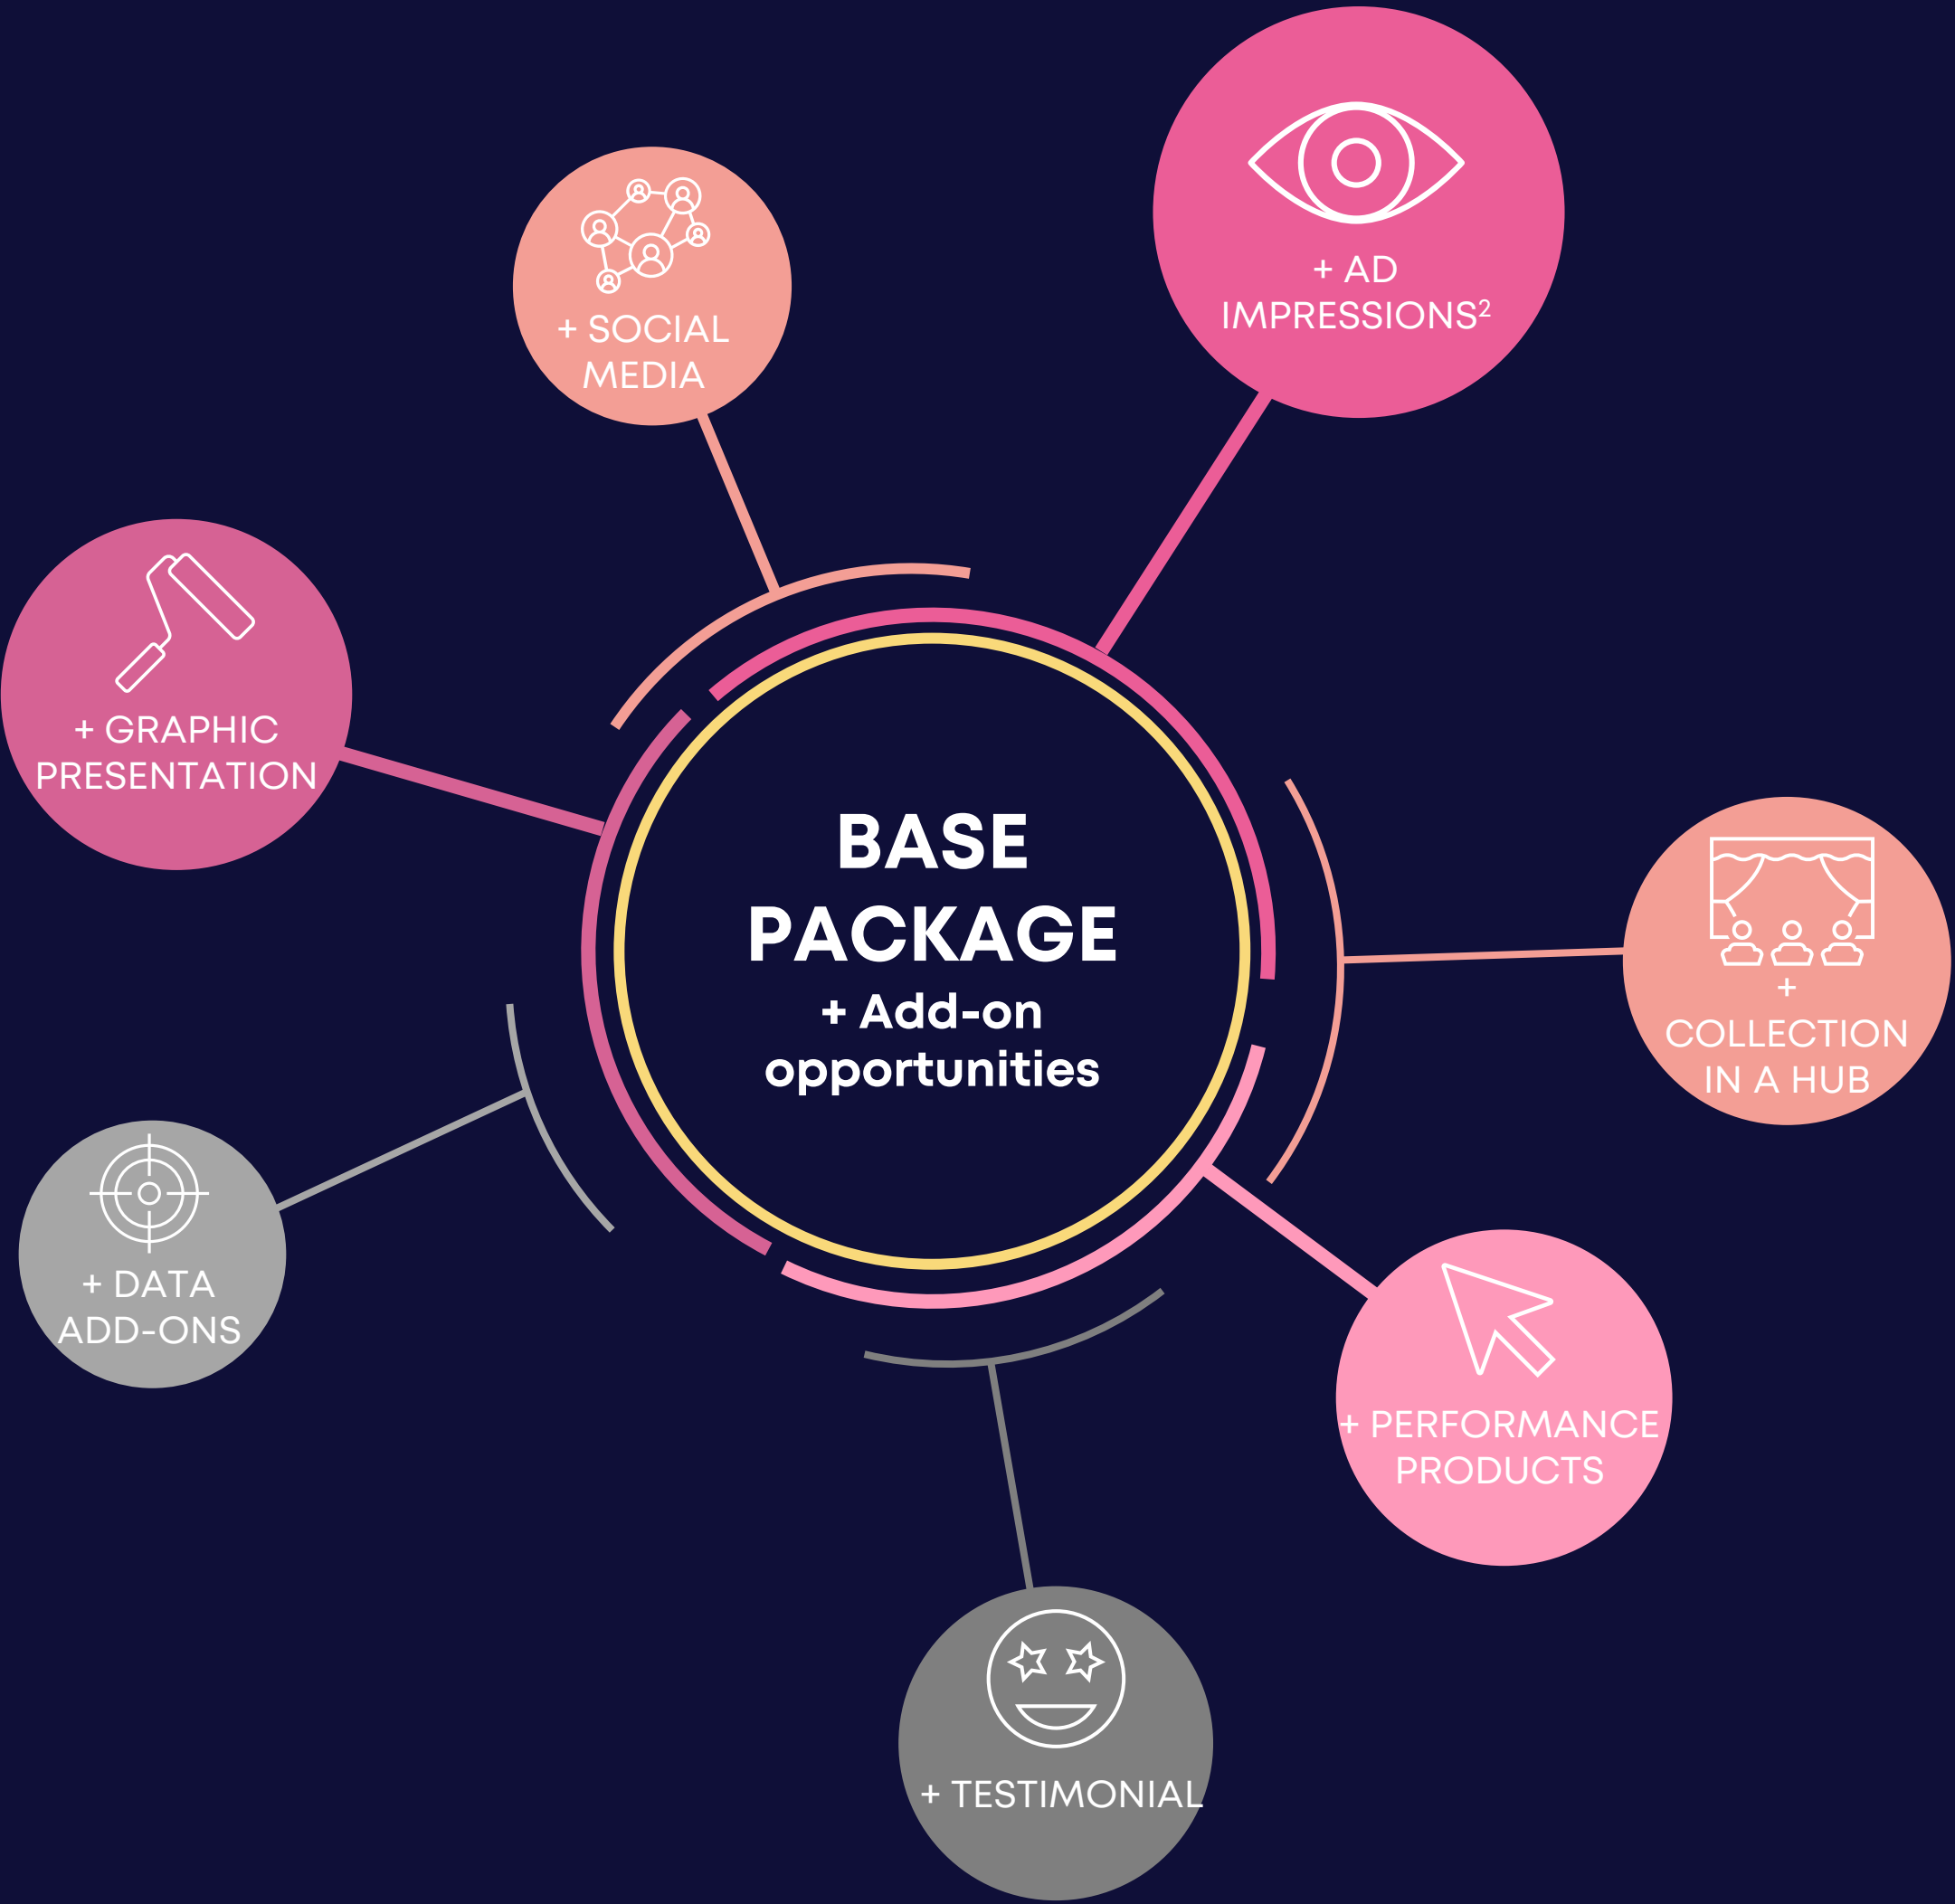 + AD
IMPRESSIONS²
+ SOCIAL
MEDIA
+ GRAPHIC
PRESENTATION
BASE
PACKAGE
+ Add-on
opportunities
+
COLLECTION
IN A HUB
+ DATA
ADD-ONS
+ PERFORMANCE
PRODUCTS
+ TESTIMONIAL